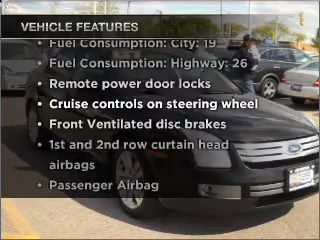 VEHICLE FEATURES
• Fuel Consumption: City: 19
• Fuel Consumption: Highway: 26
• Remote power door locks
• Cruise controls on steering wheel
• Front Ventilated disc brakes
• 1st and 2nd row curtain head
airbags
• Passenger Airbag